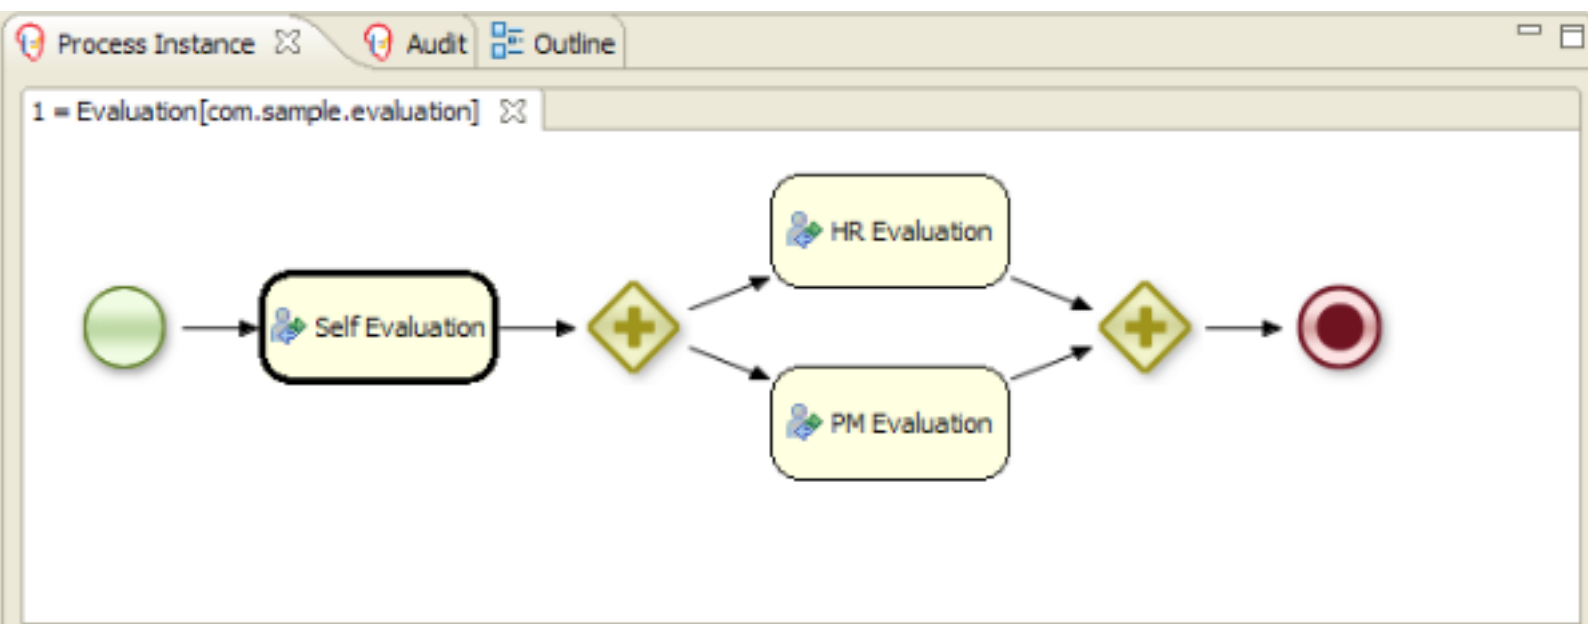 Process Instance
Audit
Outline
1 = Evaluation[com.sample.evaluation]
HR Evaluation
Self Evaluation
PM Evaluation